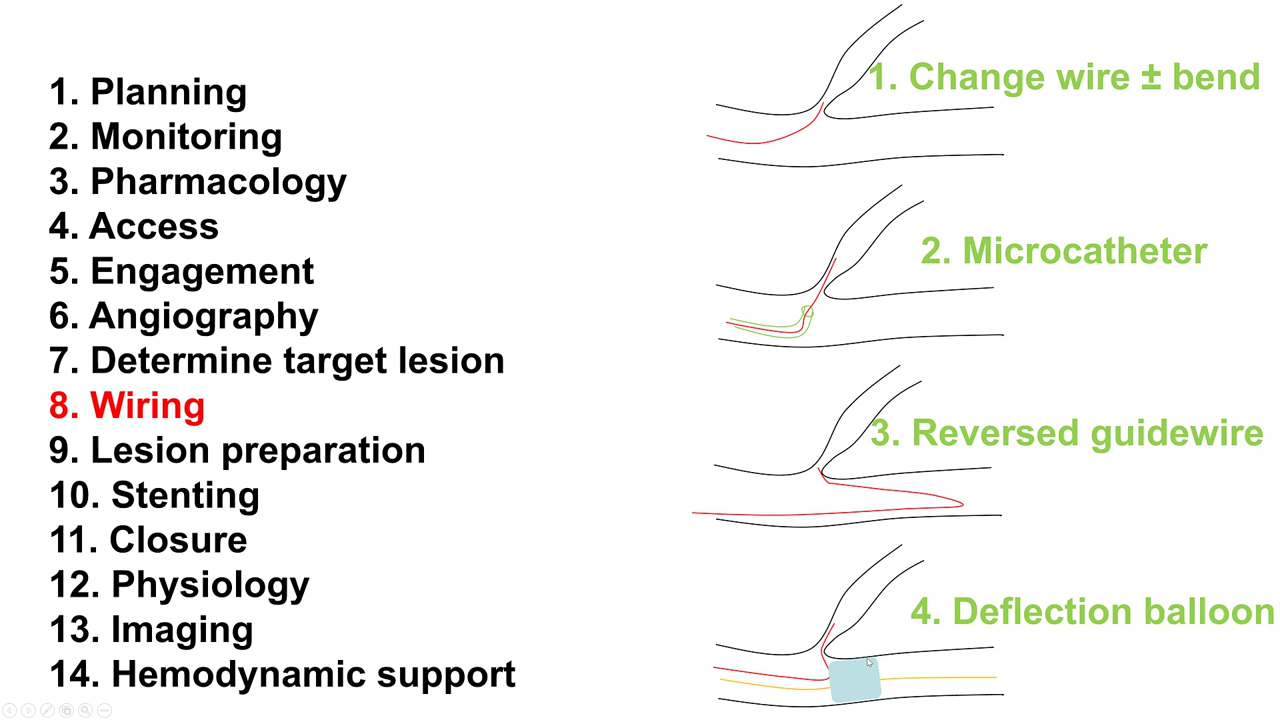 1. Planning
2. Monitoring
3. Pharmacology
4. Access
5. Engagement
6. Angiography
7. Determine target lesion
8. Wiring
9. Lesion preparation
10. Stenting
11. Closure
12. Physiology
13. Imaging
14. Hemodynamic support
1. Change wire ± bend
2. Microcatheter
3. Reversed guidewire
4. Deflection balloon